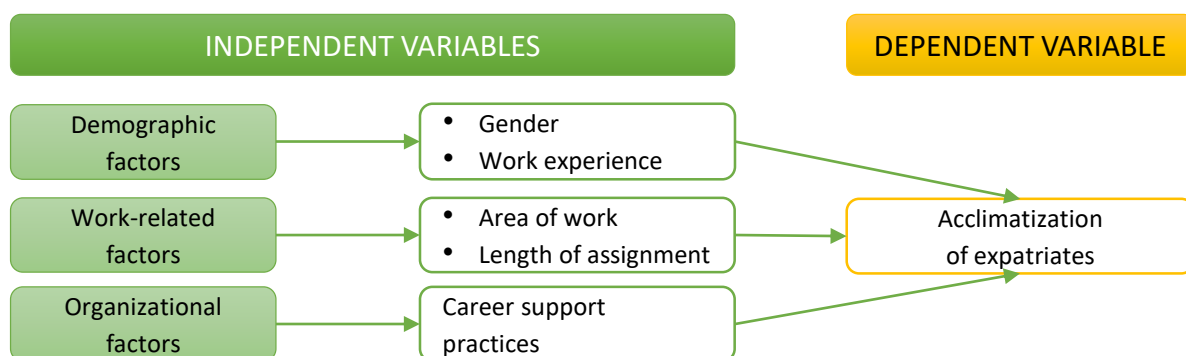 INDEPENDENT VARIABLES
DEPENDENT VARIABLE
Demographic
factors
• Gender
• Work experience
Work-related
factors
• Area of work
• Length of assignment
Acclimatization
of expatriates
Organizational
factors
Career support
practices